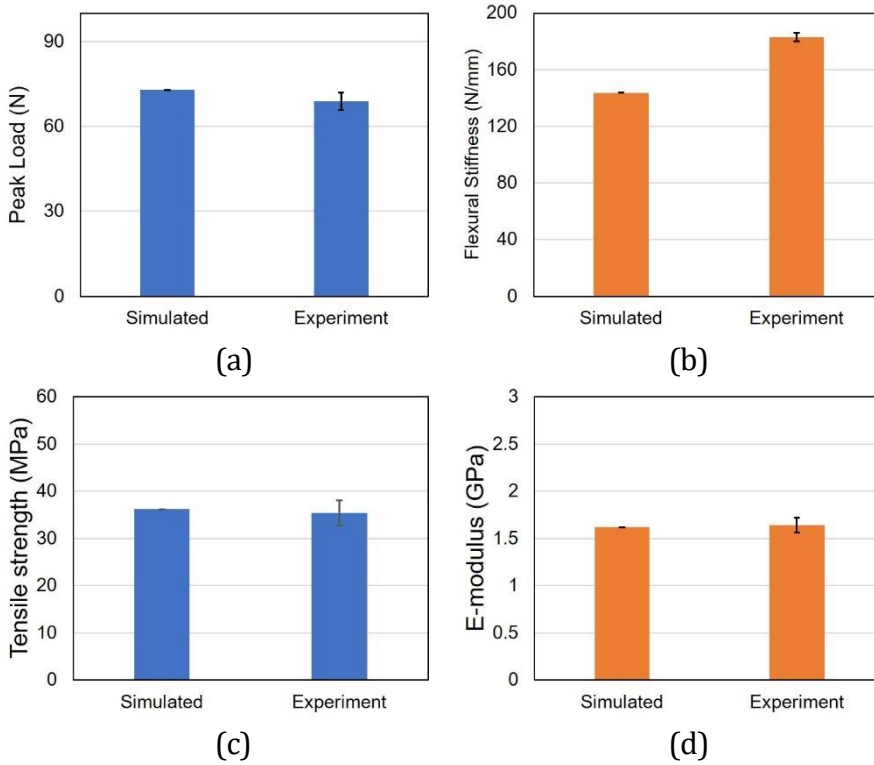 Peak Load (N)
90
60
30
0
Simulated Experiment
(a)
Flexural Stiffness (N/mm)
200
160
120
80
40
0
Simulated Experiment
(b)
Tensile strength (MPa)
60
50
40
30
20
10
0
Simulated Experiment
(c)
E-modulus (GPa)
3
2.5
2
1.5
1
0.5
0
Simulated Experiment
(d)